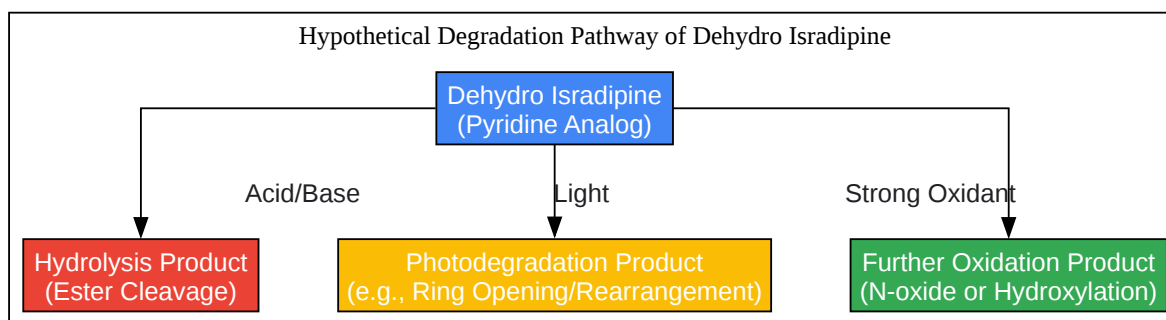 Hypothetical Degradation Pathway of Dehydro Isradipine
Dehydro Isradipine
(Pyridine Analog)
Acid/Base
Light
Strong Oxidant
Hydrolysis Product
(Ester Cleavage)
Photodegradation Product
(e.g., Ring Opening/Rearrangement)
Further Oxidation Product
(N-oxide or Hydroxylation)